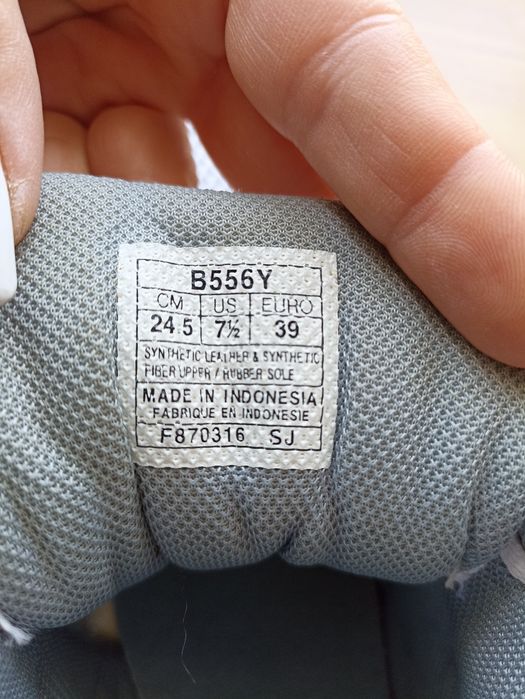 B556Y
CM US EURO
24.5 7½ 39
SYNTHETIC LEATHER & SYNTHETIC
FIBER UPPER / RUBBER SOLE
MADE IN INDONESIA
FABRIQUE EN INDONESIE
F870316 SJ